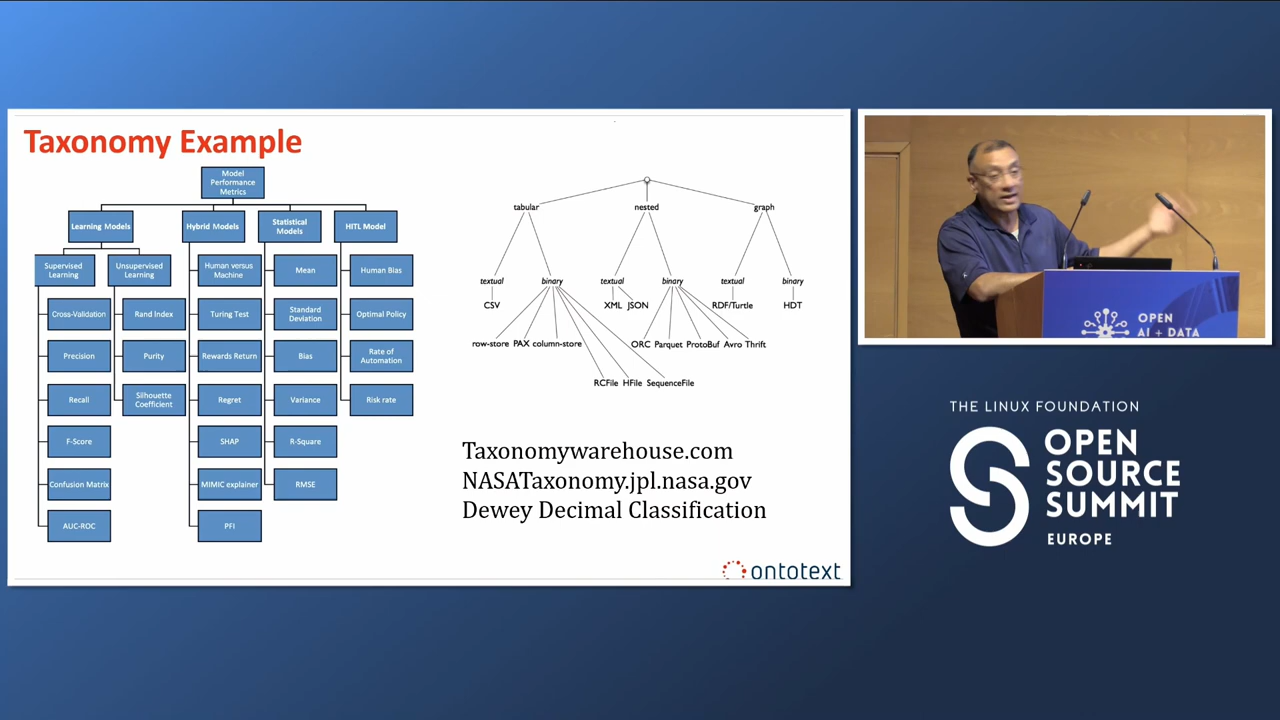 Taxonomy Example
Model
Performance
Metrics
Learning Models
Hybrid Models
Statistical
Models
HITL Model
Supervised
Learning
Unsupervised
Learning
Human versus
Machine
Mean
Human Bias
Cross-Validation
Rand Index
Turing Test
Standard
Deviation
Optimal Policy
Precision
Purity
Rewards Return
Bias
Rate of
Automation
Recall
Silhouette
Coefficient
Regret
Variance
Risk rate
F-Score
SHAP
R-Square
Confusion Matrix
MIMIC explainer
RMSE
AUC-ROC
PFI
tabular nested graph
textual binary textual binary textual binary
CSV XML JSON RDF/Turtle HDT
row-store PAX column-store ORC Parquet ProtoBuf Avro Thrift
RCFile HFile SequenceFile
Taxonomywarehouse.com
NASATaxonomy.jpl.nasa.gov
Dewey Decimal Classification
ontotext
OPEN
AI + DATA
THE LINUX FOUNDATION
OPEN
SOURCE
SUMMIT
EUROPE